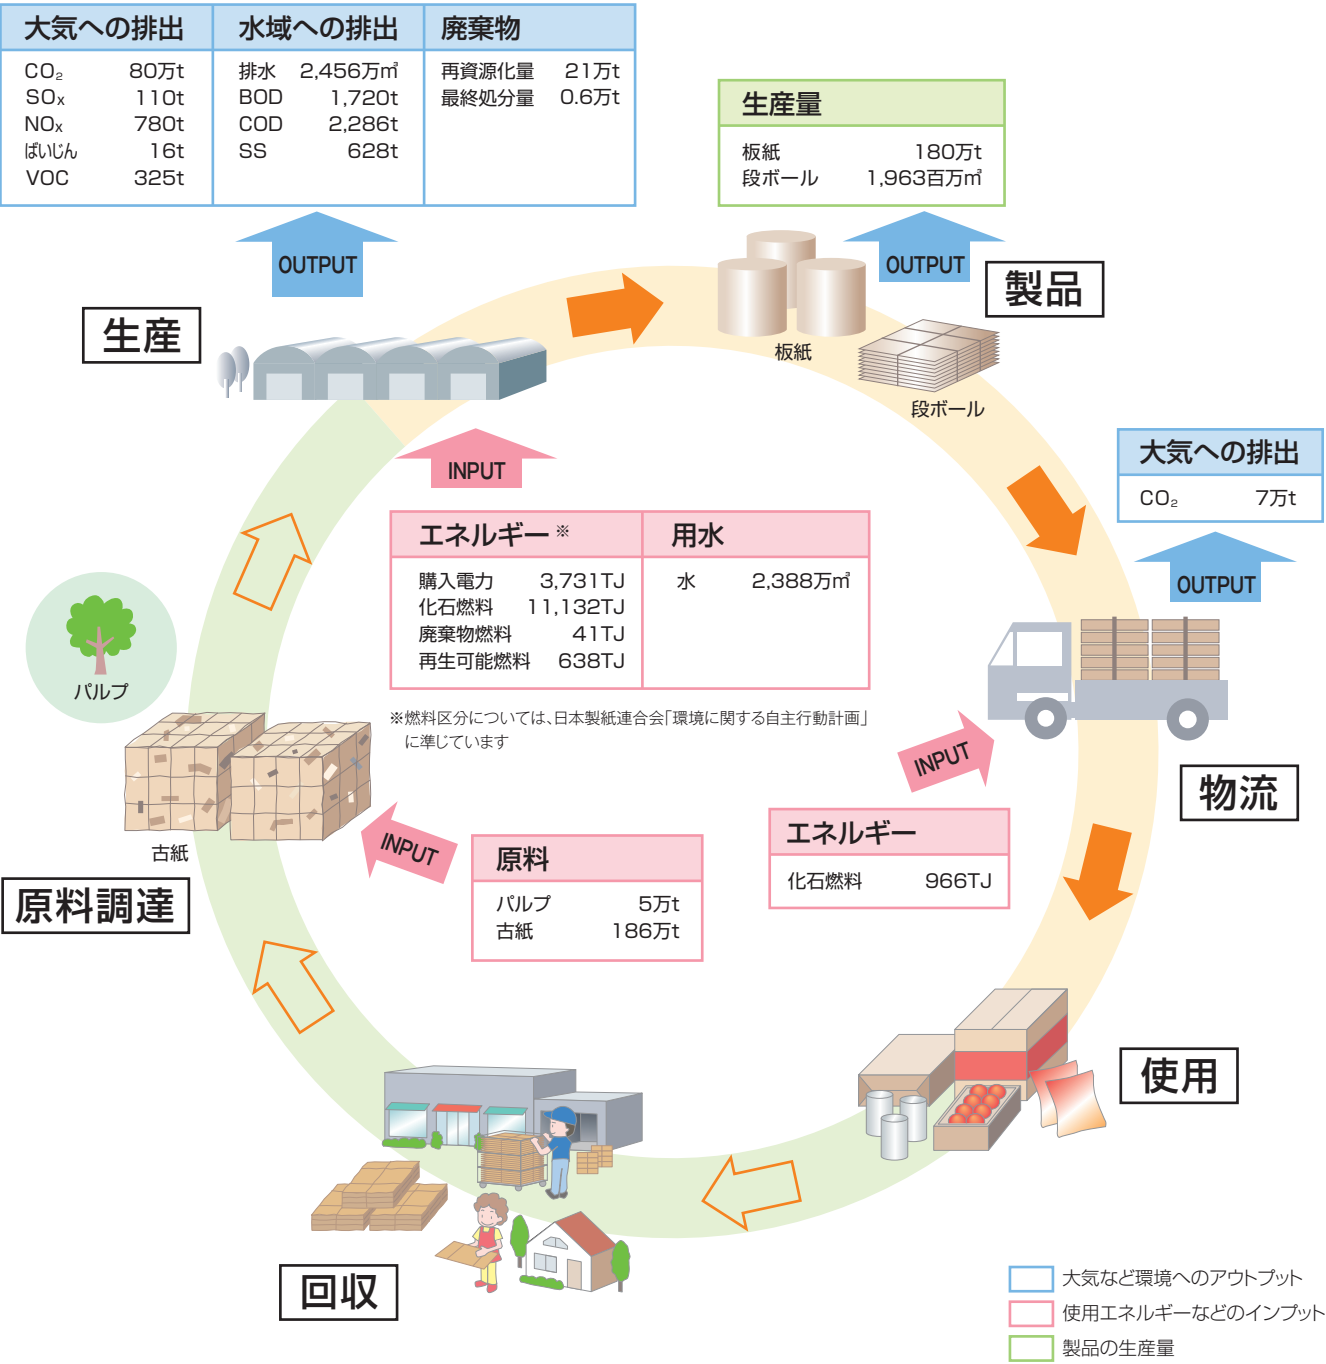 大気への排出
CO₂ 80万t
SOx 110t
NOx 780t
ばいじん 16t
VOC 325t
水域への排出
排水 2,456万㎥
BOD 1,720t
COD 2,286t
SS 628t
廃棄物
再資源化量 21万t
最終処分量 0.6万t
生産量
板紙 180万t
段ボール 1,963百万㎡
OUTPUT
OUTPUT
製品
生産
板紙
段ボール
大気への排出
CO₂ 7万t
OUTPUT
INPUT
エネルギー※
購入電力 3,731TJ
化石燃料 11,132TJ
廃棄物燃料 41TJ
再生可能燃料 638TJ
用水
水 2,388万㎥
※燃料区分については、日本製紙連合会「環境に関する自主行動計画」
に準じています
パルプ
INPUT
物流
エネルギー
化石燃料 966TJ
古紙
INPUT
原料
パルプ 5万t
古紙 186万t
原料調達
使用
回収
大気など環境へのアウトプット
使用エネルギーなどのインプット
製品の生産量